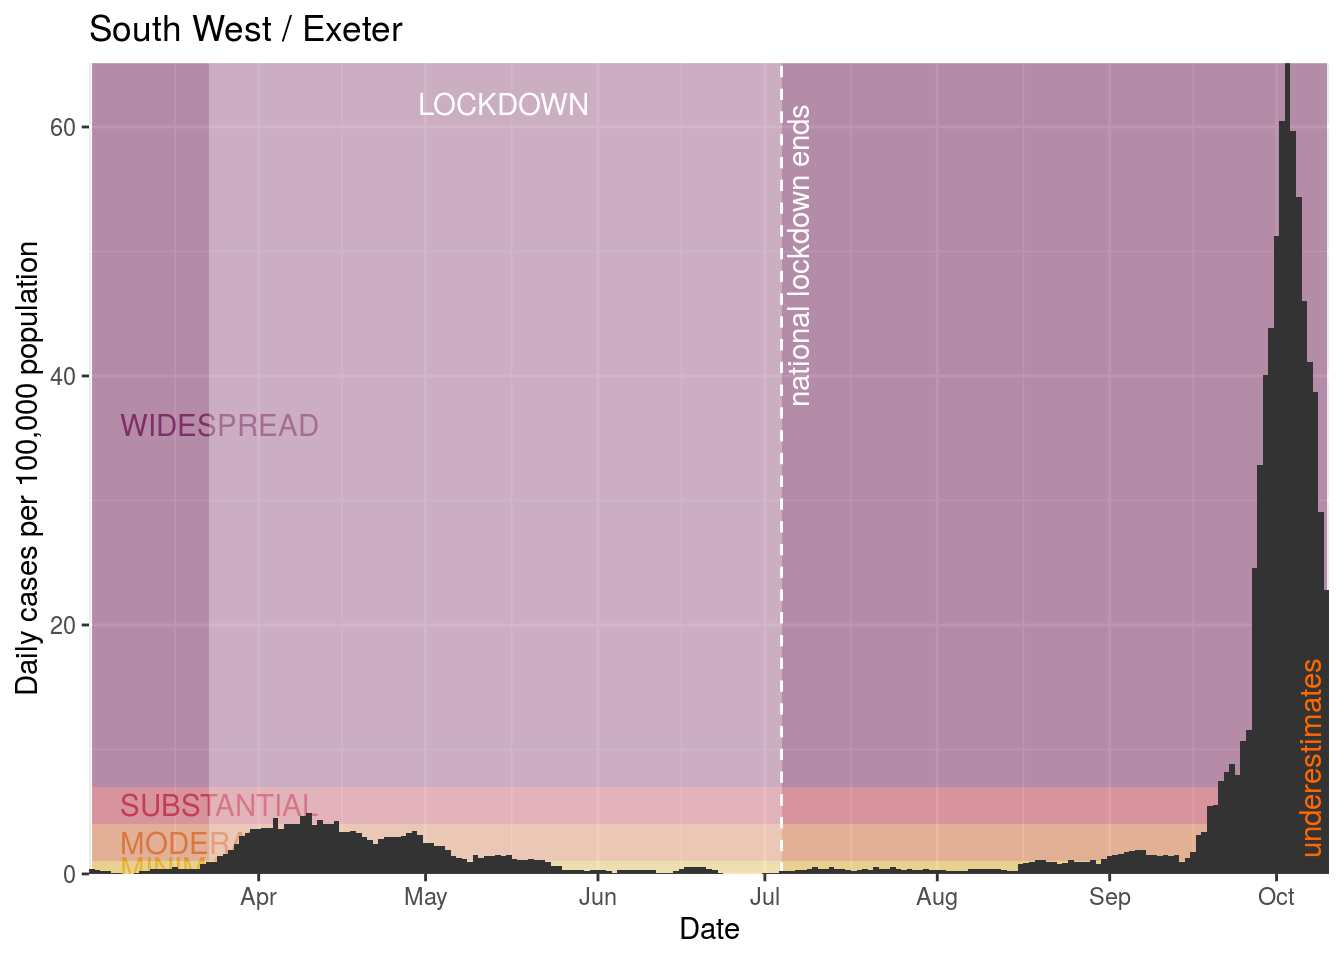 South West / Exeter
Daily cases per 100,000 population
60
40
20
0
LOCKDOWN
national lockdown ends
WIDESPREAD
SUBSTANTIAL
underestimates
Apr
May
Jun
Jul
Aug
Sep
Oct
Date